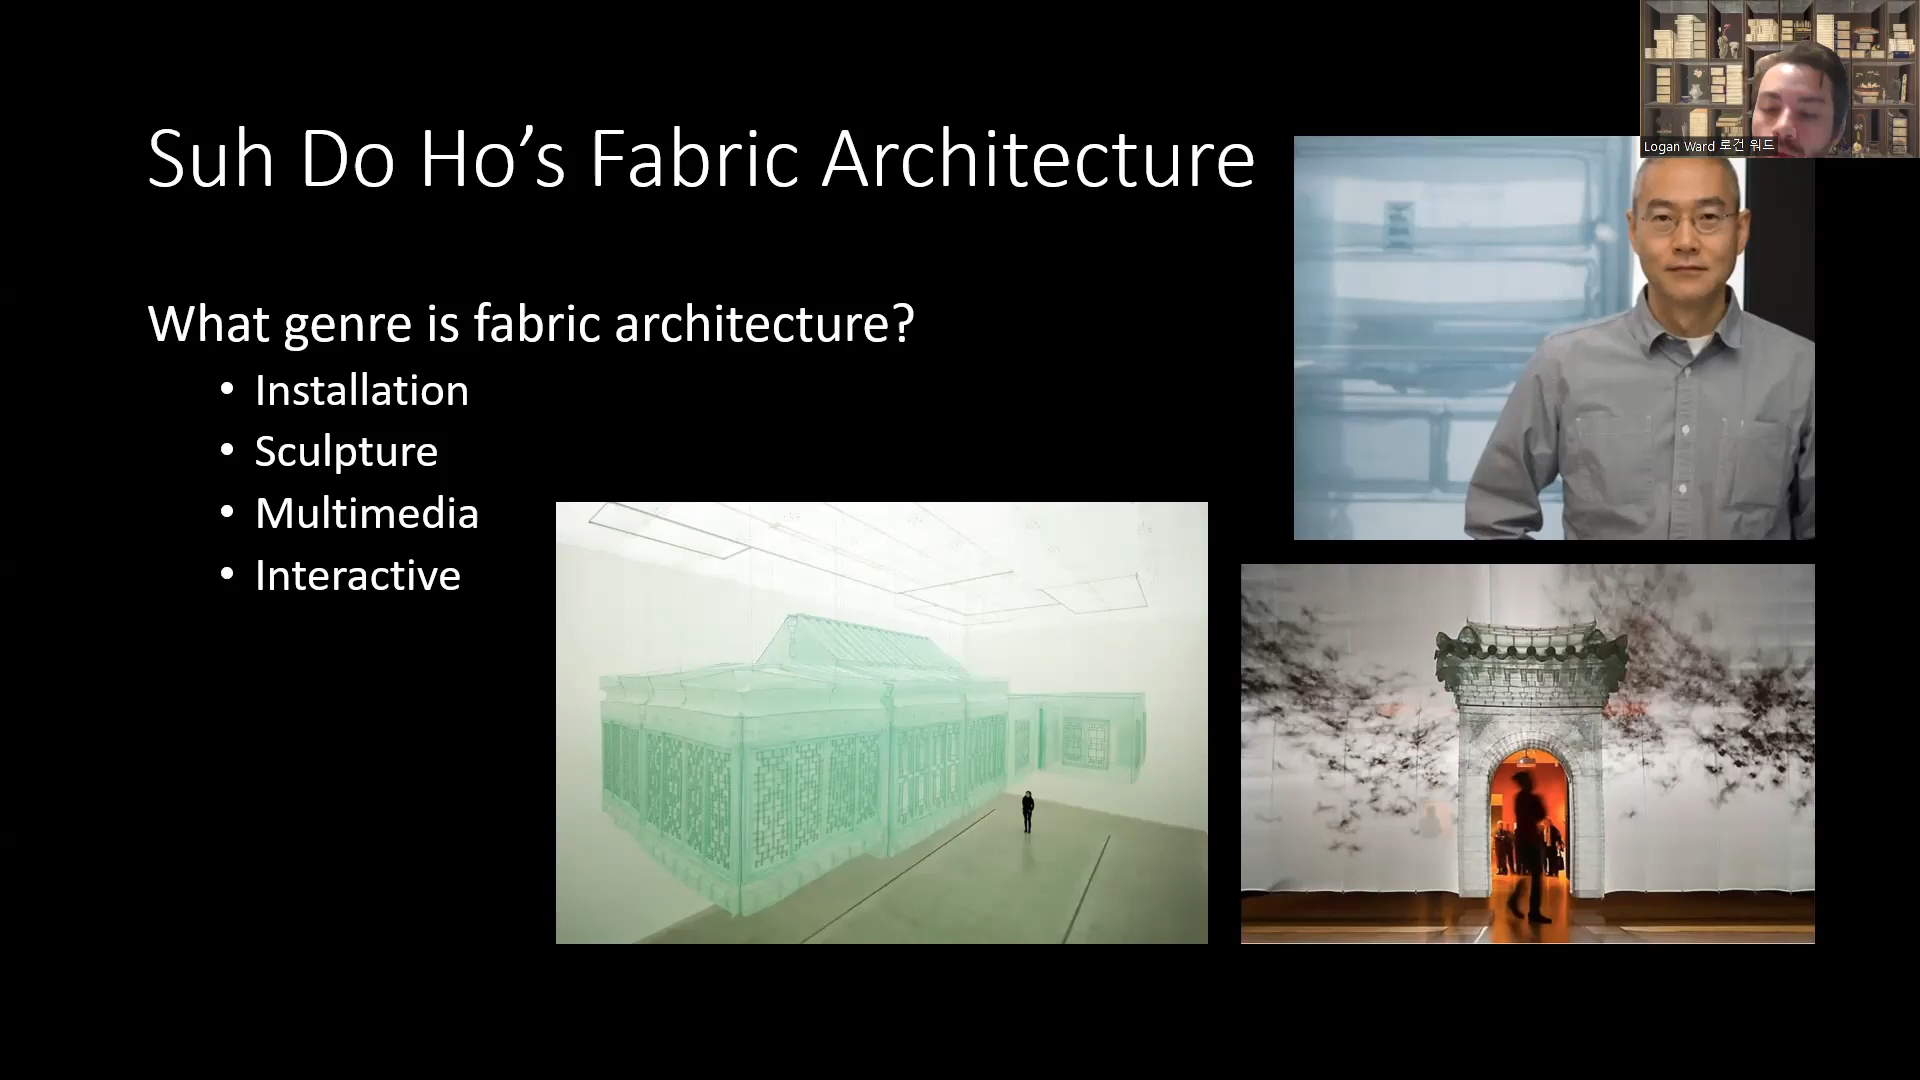 Suh Do Ho’s Fabric Architecture
What genre is fabric architecture?
• Installation
• Sculpture
• Multimedia
• Interactive
Logan Ward 로건 워드